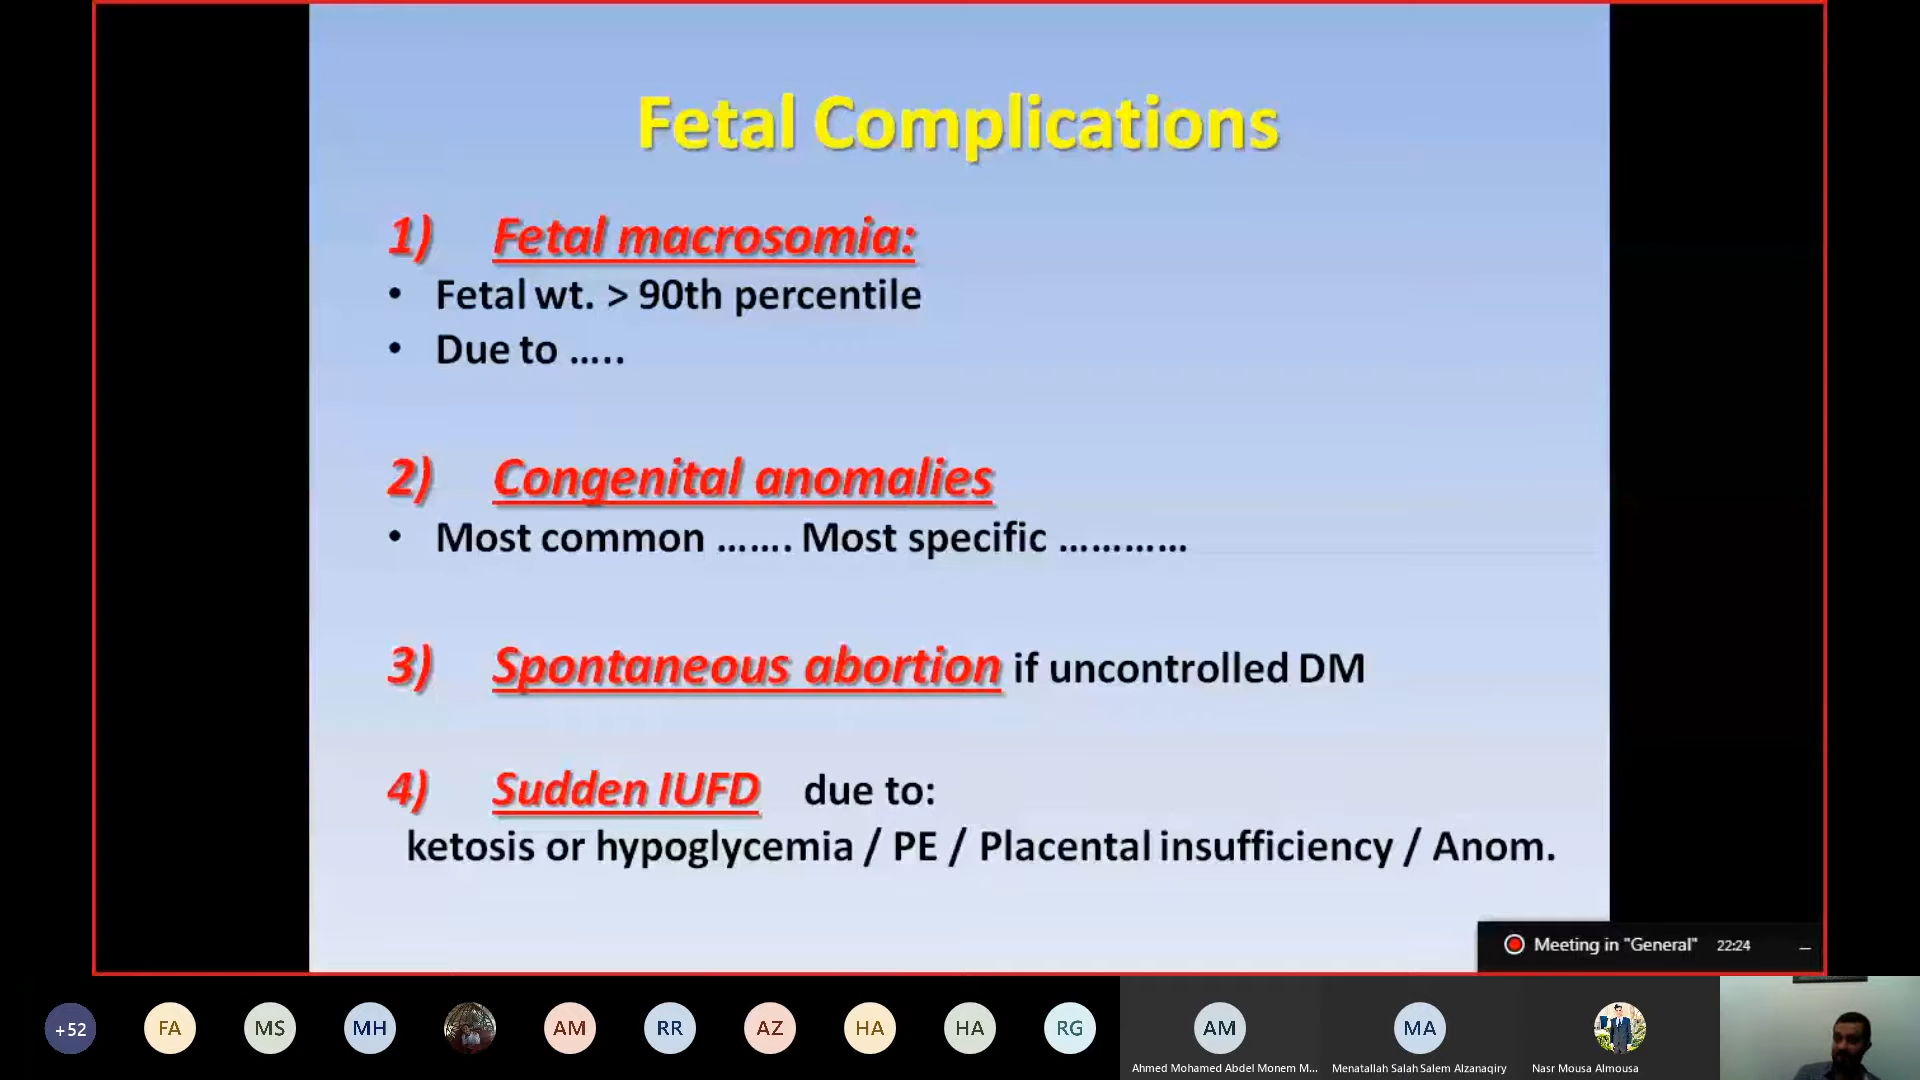 Fetal Complications
1) Fetal macrosomia:
• Fetal wt. > 90th percentile
• Due to .....
2) Congenital anomalies
• Most common ....... Most specific ............
3) Spontaneous abortion if uncontrolled DM
4) Sudden IUFD due to:
ketosis or hypoglycemia / PE / Placental insufficiency / Anom.
Meeting in "General" 22:24
+52 FA MS MH AM RR AZ HA HA RG AM MA
Ahmed Mohamed Abdel Monem M... Menatallah Salah Salem Alzanaqiry Nasr Mousa Almousa